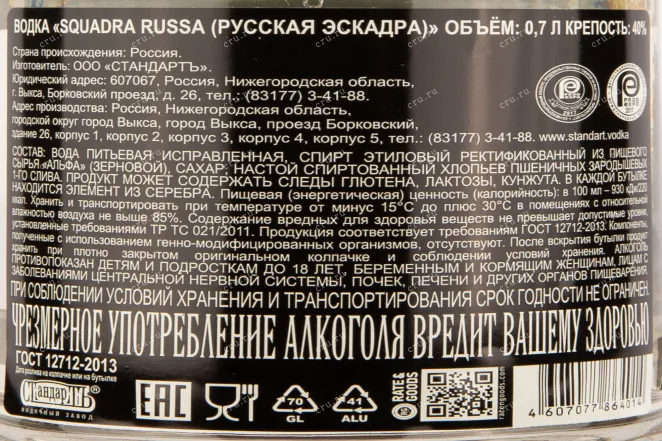 ВОДКА «SQUADRA RUSSA (РУССКАЯ ЭСКАДРА)» ОБЪЁМ: 0,7 Л КРЕПОСТЬ: 40%
Страна происхождения: Россия.
Изготовитель: ООО «СТАНДАРТЪ».
Юридический адрес: 607067, Россия, Нижегородская область,
г. Выкса, Борковский проезд, д. 26, тел.: (83177) 3-41-88.
Адрес производства: Россия, Нижегородская область,
городской округ город Выкса, город Выкса, проезд Борковский,
здание 26, корпус 1, корпус 2, корпус 3, корпус 4, корпус 5, тел.: (83177) 3-41-88. www.standart.vodka
СОСТАВ: ВОДА ПИТЬЕВАЯ ИСПРАВЛЕННАЯ, СПИРТ ЭТИЛОВЫЙ РЕКТИФИКОВАННЫЙ ИЗ ПИЩЕВОГО
СЫРЬЯ «АЛЬФА» (ЗЕРНОВОЙ), САХАР, НАСТОЙ СПИРТОВАННЫЙ ХЛОПЬЕВ ПШЕНИЧНЫХ ЗАРОДЫШЕВЫХ
1-ГО СЛИВА. ПРОДУКТ МОЖЕТ СОДЕРЖАТЬ СЛЕДЫ ГЛЮТЕНА, ЛАКТОЗЫ, КУНЖУТА. В КАЖДОЙ БУТЫЛКЕ
НАХОДИТСЯ ЭЛЕМЕНТ ИЗ СЕРЕБРА. Пищевая (энергетическая) ценность (калорийность): в 100 мл – 930 кДж/220
ккал. Хранить и транспортировать при температуре от минус 15°С до плюс 30°С в помещениях с относительной
влажностью воздуха не выше 85%. Содержание вредных для здоровья веществ не превышает допустимые уровни,
установленные требованиями ТР ТС 021/2011. Продукция соответствует требованиям ГОСТ 12712-2013. Компоненты,
полученные с использованием генно-модифицированных организмов, отсутствуют. После вскрытия бутылки продукт
хранить при плотно закрытом оригинальном колпачке и соблюдении условий хранения. АЛКОГОЛЬ
ПРОТИВОПОКАЗАН ДЕТЯМ И ПОДРОСТКАМ ДО 18 ЛЕТ, БЕРЕМЕННЫМ И КОРМЯЩИМ ЖЕНЩИНАМ, ЛИЦАМ С
ЗАБОЛЕВАНИЯМИ ЦЕНТРАЛЬНОЙ НЕРВНОЙ СИСТЕМЫ, ПОЧЕК, ПЕЧЕНИ И ДРУГИХ ОРГАНОВ ПИЩЕВАРЕНИЯ.
ПРИ СОБЛЮДЕНИИ УСЛОВИЙ ХРАНЕНИЯ И ТРАНСПОРТИРОВАНИЯ СРОК ГОДНОСТИ НЕ ОГРАНИЧЕН.
ЧРЕЗМЕРНОЕ УПОТРЕБЛЕНИЕ АЛКОГОЛЯ ВРЕДИТ ВАШЕМУ ЗДОРОВЬЮ
ГОСТ 12712-2013
Дата розлива на колпачке или на бутылке
СТАНДАРТЪ
ВОДОЧНЫЙ ЗАВОД
EAC
70
GL
41
ALU
RATE &
GOODS
rategoods.com
4 607077 864014
cru.ru